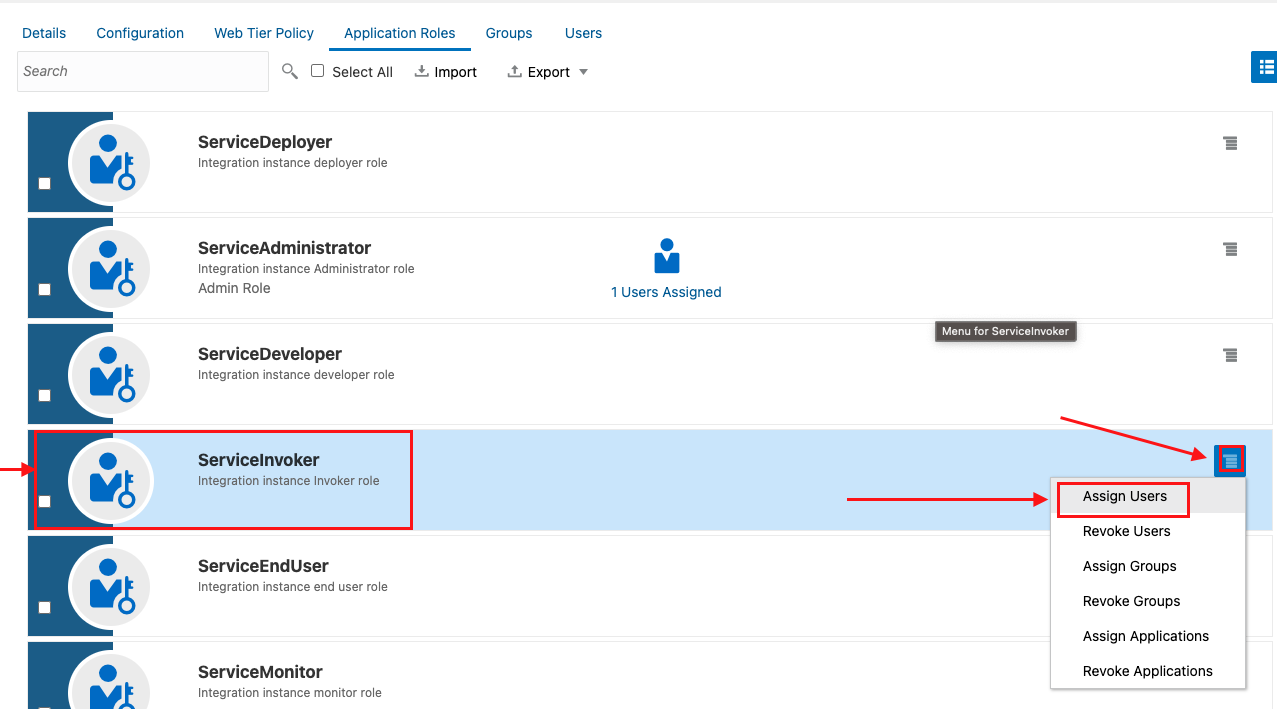 Details Configuration Web Tier Policy Application Roles Groups Users
Search Select All Import Export
ServiceDeployer
Integration instance deployer role
ServiceAdministrator
Integration instance Administrator role
Admin Role
1 Users Assigned
Menu for ServiceInvoker
ServiceDeveloper
Integration instance developer role
ServiceInvoker
Integration instance Invoker role
Assign Users
Revoke Users
Assign Groups
Revoke Groups
Assign Applications
Revoke Applications
ServiceEndUser
Integration instance end user role
ServiceMonitor
Integration instance monitor role